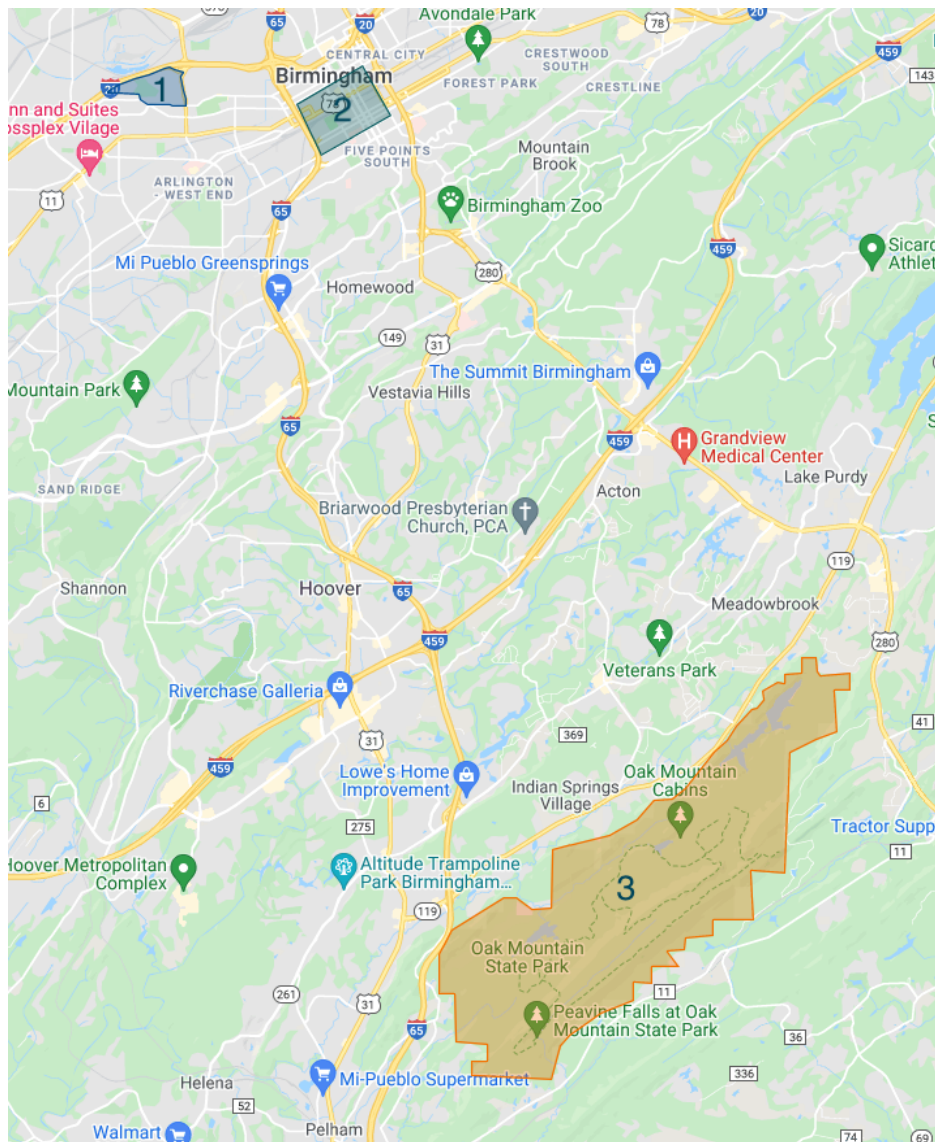 Avondale Park
65
20
78
20
CENTRAL CITY
CRESTWOOD
SOUTH
459
Birmingham
FOREST PARK
CRESTLINE
143
20
1
78
2
nn and Suites
ossplex Vilage
FIVE POINTS
SOUTH
Mountain
Brook
ARLINGTON
- WEST END
11
65
Birmingham Zoo
459
Sicard
Athlet
Mi Pueblo Greensprings
280
Homewood
149
31
The Summit Birmingham
Mountain Park
Vestavia Hills
65
459
Grandview
Medical Center
Lake Purdy
SAND RIDGE
Acton
Briarwood Presbyterian
Church, PCA
119
Shannon
Hoover
65
Meadowbrook
459
280
Veterans Park
Riverchase Galleria
31
369
41
459
Lowe's Home
Improvement
Indian Springs
Village
Oak Mountain
Cabins
6
275
Tractor Supp
11
Hoover Metropolitan
Complex
Altitude Trampoline
Park Birmingham...
3
119
Oak Mountain
State Park
261
31
11
65
Peavine Falls at Oak
Mountain State Park
36
336
Mi-Pueblo Supermarket
Helena
52
Walmart
Pelham
74
69